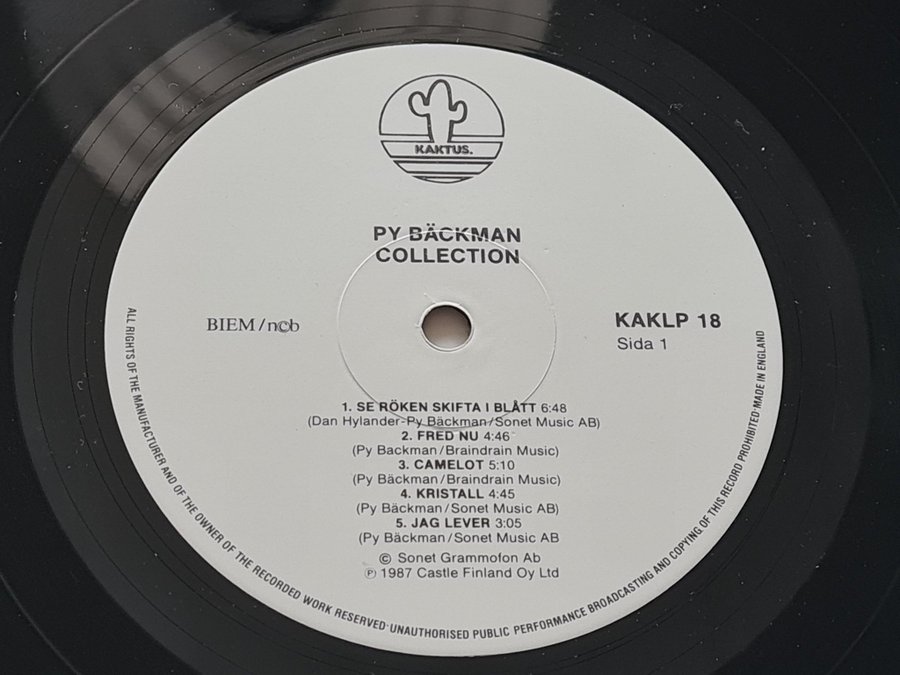 KAKTUS.
PY BÄCKMAN
COLLECTION
BIEM/n©b
KAKLP 18
Sida 1
1. SE RÖKEN SKIFTA I BLÅTT 6:48
(Dan Hylander-Py Bäckman/Sonet Music AB)
2. FRED NU 4:46
(Py Backman/Braindrain Music)
3. CAMELOT 5:10
(Py Bäckman/Braindrain Music)
4. KRISTALL 4:45
(Py Bäckman/Sonet Music AB)
5. JAG LEVER 3:05
(Py Bäckman/Sonet Music AB
© Sonet Grammofon Ab
℗ 1987 Castle Finland Oy Ltd
ALL RIGHTS OF THE MANUFACTURER AND OF THE OWNER OF THE RECORDED WORK RESERVED·UNAUTHORISED PUBLIC PERFORMANCE BROADCASTING AND COPYING OF THIS RECORD PROHIBITED·MADE IN ENGLAND